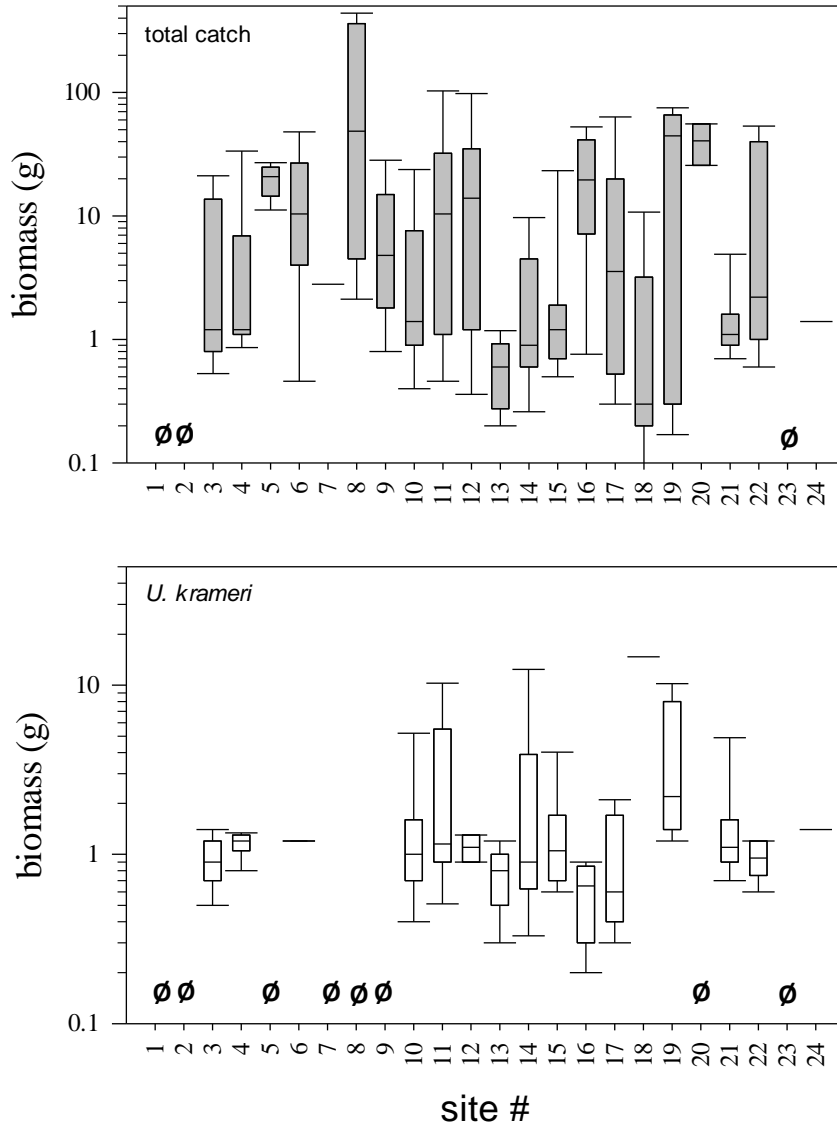 total catch
biomass (g)
100
10
1
0.1
Ø Ø Ø
1 2 3 4 5 6 7 8 9 10 11 12 13 14 15 16 17 18 19 20 21 22 23 24
U. krameri
biomass (g)
10
1
0.1
Ø Ø Ø Ø Ø Ø Ø Ø
1 2 3 4 5 6 7 8 9 10 11 12 13 14 15 16 17 18 19 20 21 22 23 24
site #